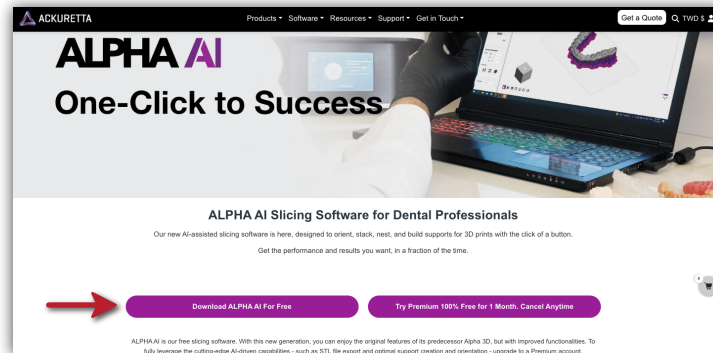 ACKURETTA
Products Software Resources Support Get in Touch
Get a Quote
TWD $
ALPHA AI
One-Click to Success
ALPHA AI Slicing Software for Dental Professionals
Our new AI-assisted slicing software is here, designed to orient, stack, nest, and build supports for 3D prints with the click of a button.
Get the performance and results you want, in a fraction of the time.
0
Download ALPHA AI For Free
Try Premium 100% Free for 1 Month. Cancel Anytime
ALPHA AI is our free slicing software. With this new generation, you can enjoy the original features of its predecessor Alpha 3D, but with improved functionalities. To
fully leverage the cutting-edge AI-driven capabilities - such as STL file export and optimal support creation and orientation - upgrade to a Premium account.